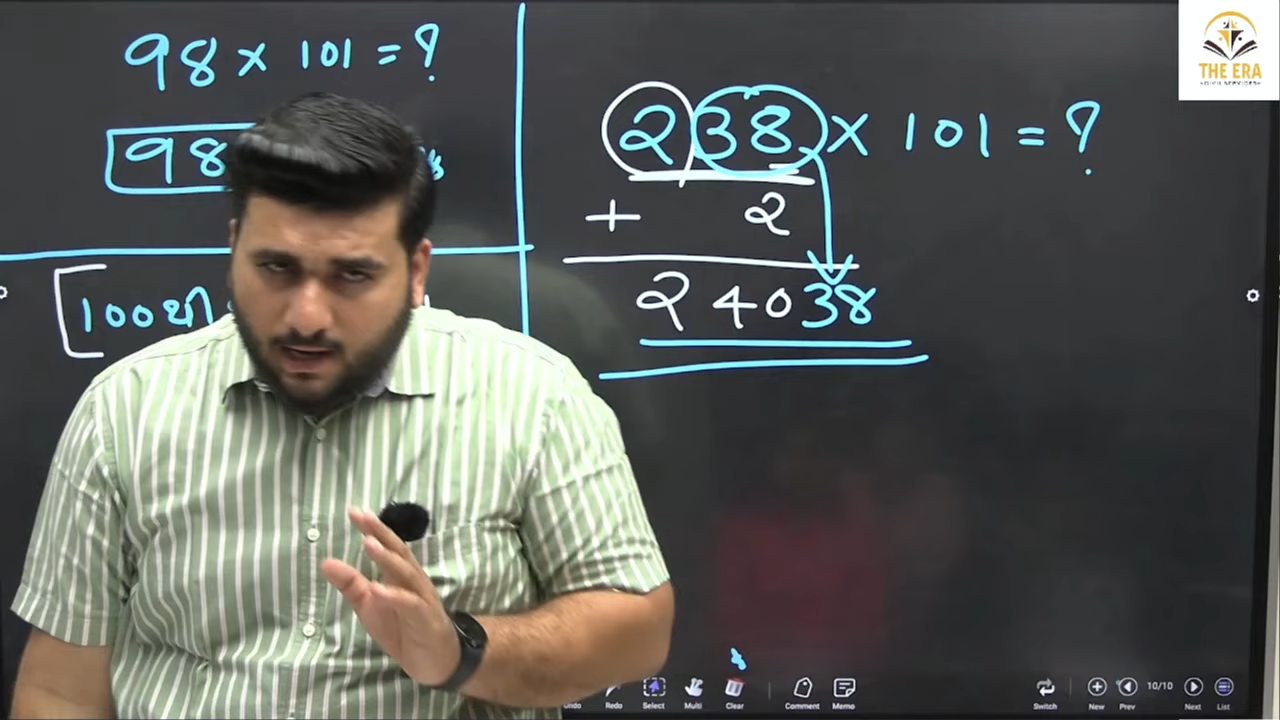 98 × 101 = ?
98
[100થી
238 × 101 = ?
+ 2
24038
THE ERA
Undo Redo Select Multi Clear Comment Memo Switch New Prev 10/10 Next List